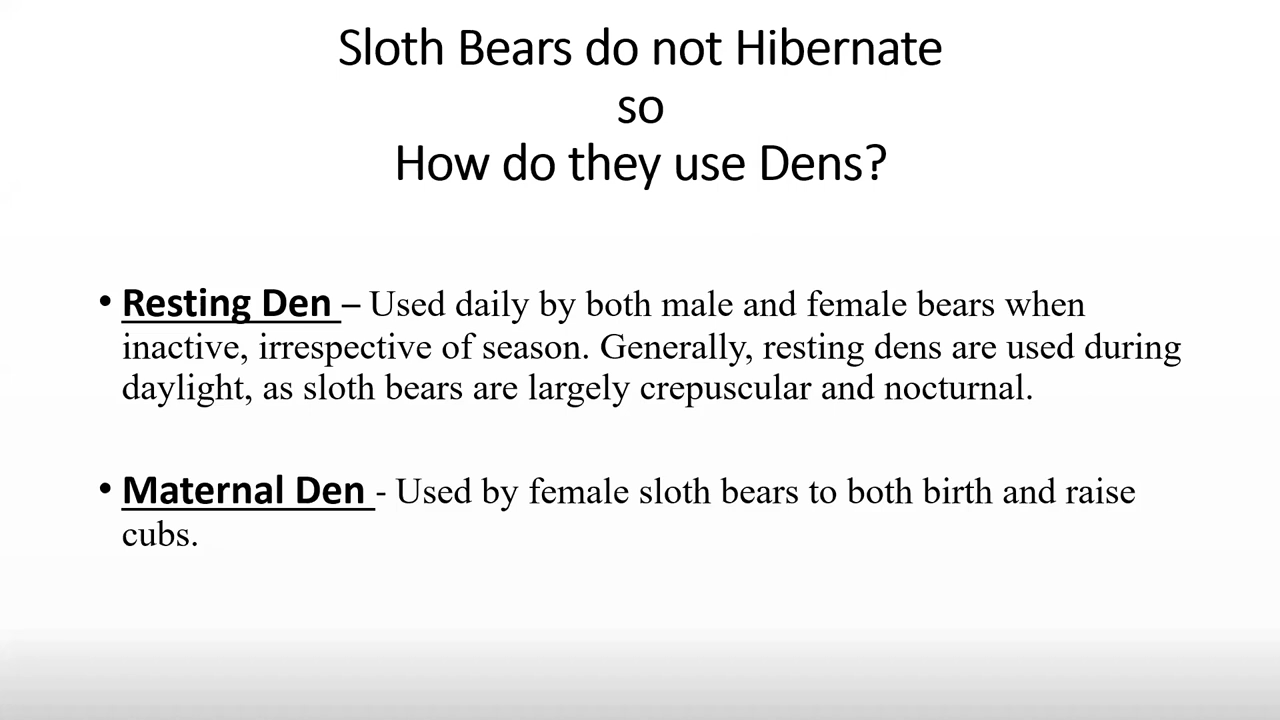 Sloth Bears do not Hibernate
so
How do they use Dens?
• Resting Den – Used daily by both male and female bears when
inactive, irrespective of season. Generally, resting dens are used during
daylight, as sloth bears are largely crepuscular and nocturnal.
• Maternal Den - Used by female sloth bears to both birth and raise
cubs.